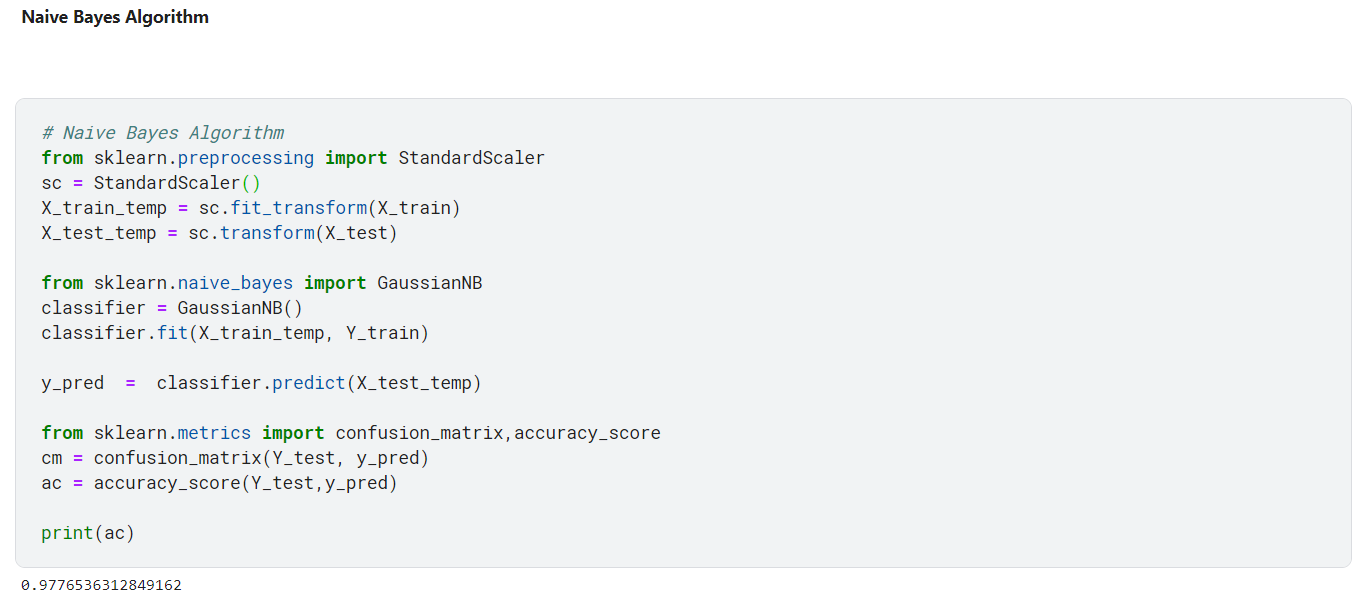 Naive Bayes Algorithm
# Naive Bayes Algorithm
from sklearn.preprocessing import StandardScaler
sc = StandardScaler()
X_train_temp = sc.fit_transform(X_train)
X_test_temp = sc.transform(X_test)
from sklearn.naive_bayes import GaussianNB
classifier = GaussianNB()
classifier.fit(X_train_temp, Y_train)
y_pred  =  classifier.predict(X_test_temp)
from sklearn.metrics import confusion_matrix,accuracy_score
cm = confusion_matrix(Y_test, y_pred)
ac = accuracy_score(Y_test,y_pred)
print(ac)
0.9776536312849162